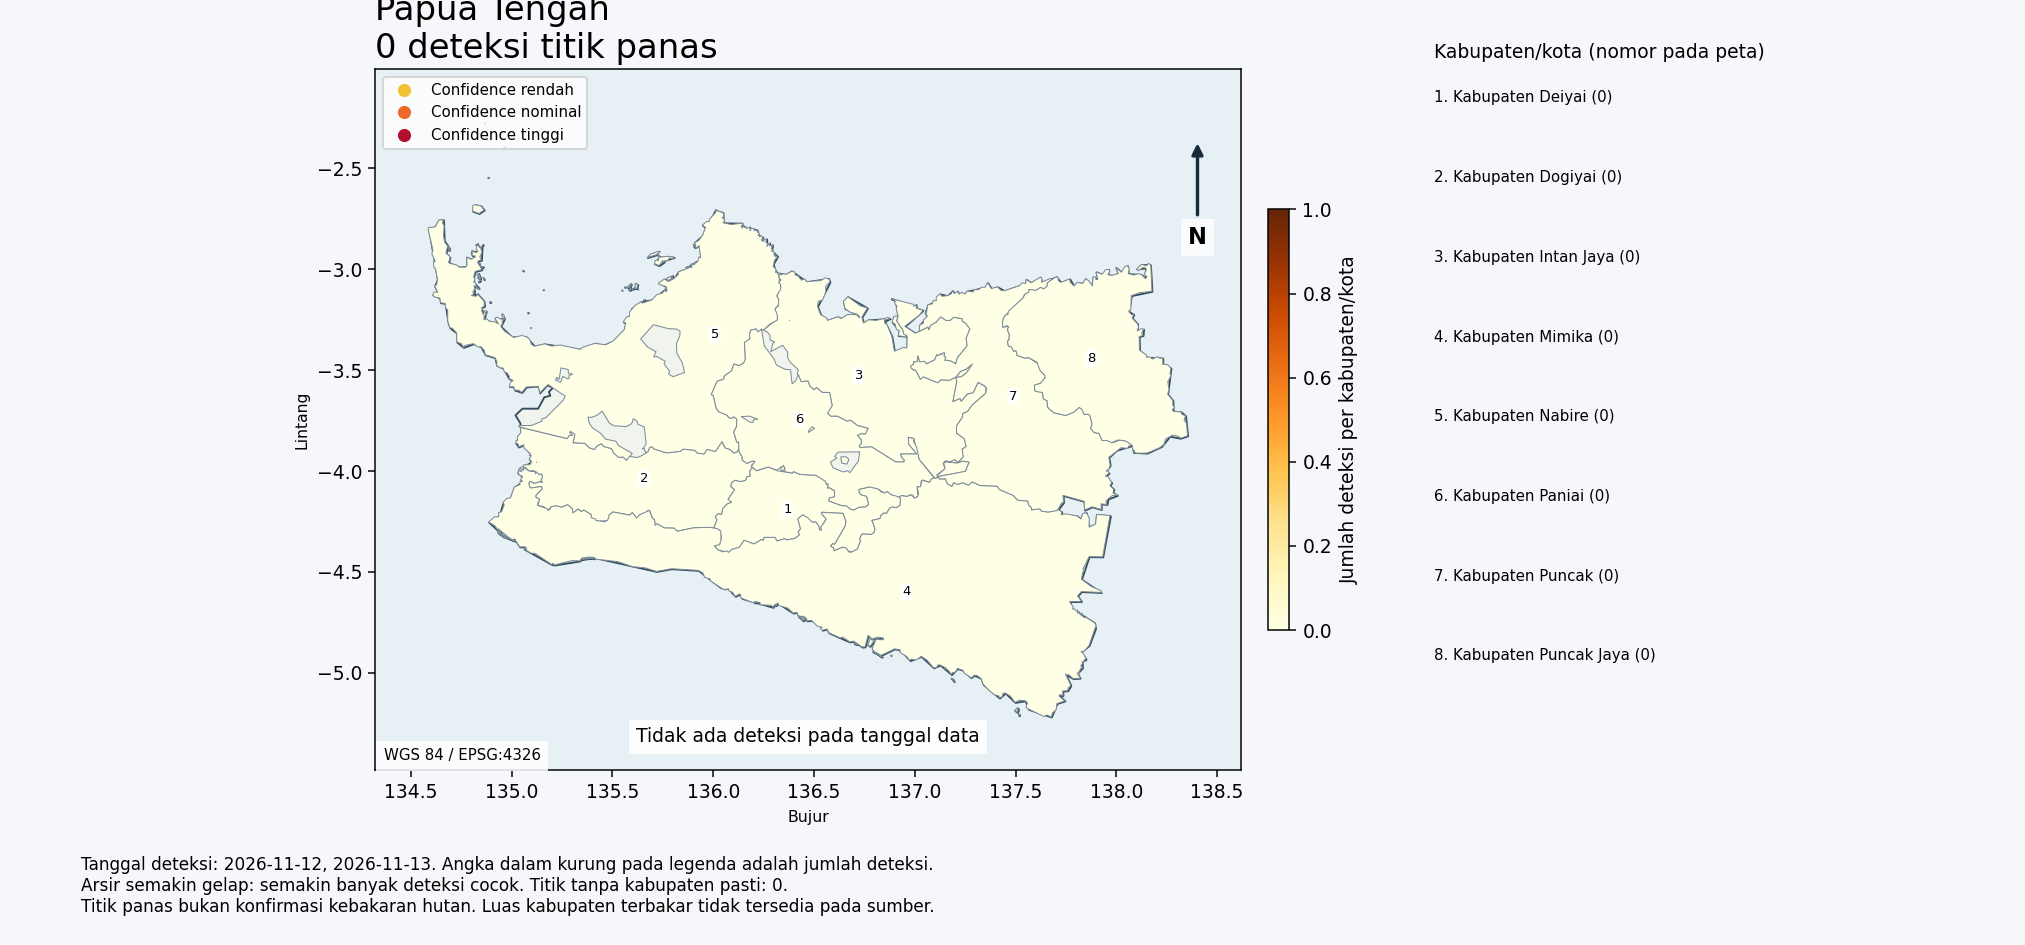 Papua Tengah
0 deteksi titik panas
Confidence rendah
Confidence nominal
Confidence tinggi
N
−2.5
−3.0
−3.5
−4.0
−4.5
−5.0
Lintang
5
8
3
7
6
2
1
4
Tidak ada deteksi pada tanggal data
WGS 84 / EPSG:4326
134.5
135.0
135.5
136.0
136.5
137.0
137.5
138.0
138.5
Bujur
1.0
0.8
0.6
0.4
0.2
0.0
Jumlah deteksi per kabupaten/kota
Kabupaten/kota (nomor pada peta)
1. Kabupaten Deiyai (0)
2. Kabupaten Dogiyai (0)
3. Kabupaten Intan Jaya (0)
4. Kabupaten Mimika (0)
5. Kabupaten Nabire (0)
6. Kabupaten Paniai (0)
7. Kabupaten Puncak (0)
8. Kabupaten Puncak Jaya (0)
Tanggal deteksi: 2026-11-12, 2026-11-13. Angka dalam kurung pada legenda adalah jumlah deteksi.
Arsir semakin gelap: semakin banyak deteksi cocok. Titik tanpa kabupaten pasti: 0.
Titik panas bukan konfirmasi kebakaran hutan. Luas kabupaten terbakar tidak tersedia pada sumber.